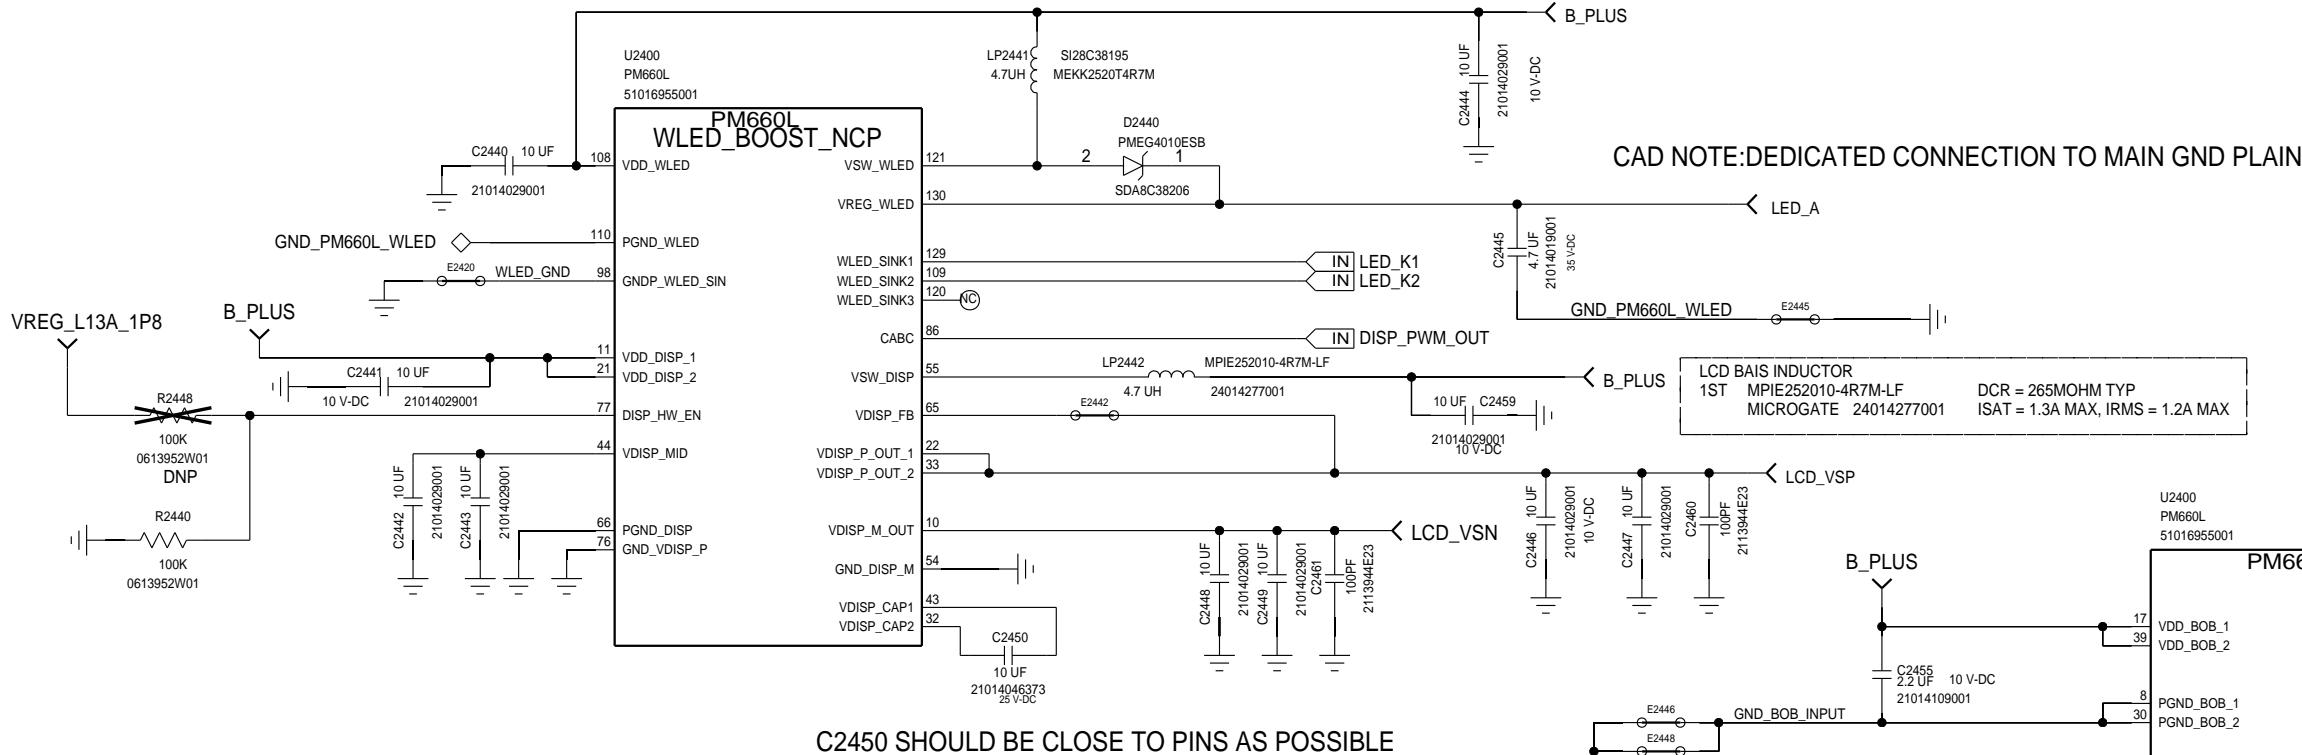 B_PLUS
U2400
PM660L
51016955001
LP2441
4.7UH
SI28C38195
MEKK2520T4R7M
C2444
10 UF
21014029001
10 V-DC
PM660L
WLED_BOOST_NCP
D2440
PMEG4010ESB
2
1
SDA8C38206
CAD NOTE:DEDICATED CONNECTION TO MAIN GND PLAIN
C2440
10 UF
21014029001
108
VDD_WLED
VSW_WLED
121
VREG_WLED
130
LED_A
C2445
4.7 UF
21014019001
35 V-DC
GND_PM660L_WLED
110
PGND_WLED
E2420
WLED_GND
98
GNDP_WLED_SIN
WLED_SINK1
129
IN
LED_K1
WLED_SINK2
109
IN
LED_K2
WLED_SINK3
120
NC
GND_PM660L_WLED
E2445
VREG_L13A_1P8
B_PLUS
CABC
86
IN
DISP_PWM_OUT
11
VDD_DISP_1
21
VDD_DISP_2
C2441
10 UF
10 V-DC
21014029001
VSW_DISP
55
LP2442
MPIE252010-4R7M-LF
4.7 UH
24014277001
B_PLUS
LCD BAIS INDUCTOR
1ST
MPIE252010-4R7M-LF
DCR = 265MOHM TYP
MICROGATE
24014277001
ISAT = 1.3A MAX, IRMS = 1.2A MAX
R2448
100K
0613952W01
DNP
77
DISP_HW_EN
VDISP_FB
65
E2442
10 UF
C2459
21014029001
10 V-DC
44
VDISP_MID
VDISP_P_OUT_1
22
VDISP_P_OUT_2
33
LCD_VSP
C2442
10 UF
21014029001
C2443
10 UF
21014029001
R2440
100K
0613952W01
66
PGND_DISP
76
GND_VDISP_P
VDISP_M_OUT
10
LCD_VSN
GND_DISP_M
54
C2446
10 UF
21014029001
10 V-DC
C2447
10 UF
21014029001
C2460
100PF
2113944E23
C2448
10 UF
21014029001
C2449
10 UF
21014029001
C2461
100PF
2113944E23
VDISP_CAP1
43
VDISP_CAP2
32
C2450
10 UF
21014046373
25 V-DC
U2400
PM660L
51016955001
PM66
B_PLUS
17
VDD_BOB_1
39
VDD_BOB_2
C2455
2.2 UF
10 V-DC
21014109001
8
PGND_BOB_1
30
PGND_BOB_2
E2446
GND_BOB_INPUT
E2448
C2450 SHOULD BE CLOSE TO PINS AS POSSIBLE